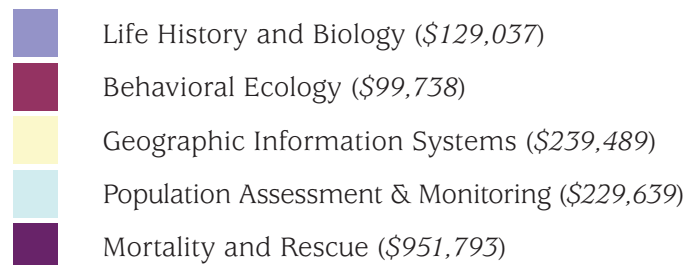 Life History and Biology ($129,037)
Behavioral Ecology ($99,738)
Geographic Information Systems ($239,489)
Population Assessment & Monitoring ($229,639)
Mortality and Rescue ($951,793)